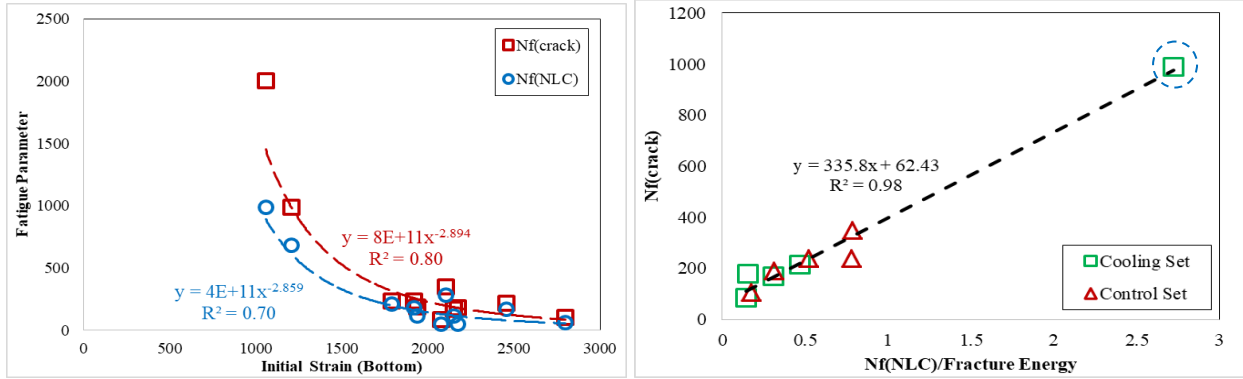 2500
2000
1500
1000
500
0
Fatigue Parameter
Nf(crack)
Nf(NLC)
y = 8E+11x-2.894
R² = 0.80
y = 4E+11x-2.859
R² = 0.70
0 500 1000 1500 2000 2500 3000
Initial Strain (Bottom)
1200
1000
800
600
400
200
0
Nf(crack)
y = 335.8x + 62.43
R² = 0.98
Cooling Set
Control Set
0 0.5 1 1.5 2 2.5 3
Nf(NLC)/Fracture Energy